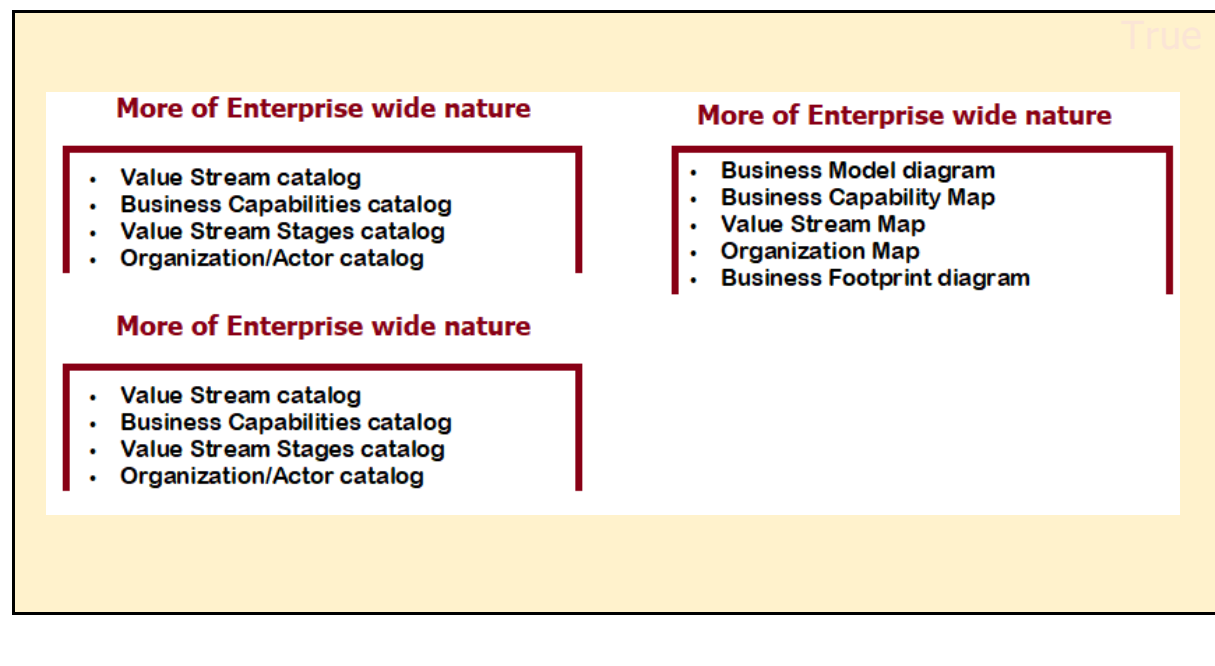 True
More of Enterprise wide nature
• Value Stream catalog
• Business Capabilities catalog
• Value Stream Stages catalog
• Organization/Actor catalog
More of Enterprise wide nature
• Business Model diagram
• Business Capability Map
• Value Stream Map
• Organization Map
• Business Footprint diagram
More of Enterprise wide nature
• Value Stream catalog
• Business Capabilities catalog
• Value Stream Stages catalog
• Organization/Actor catalog